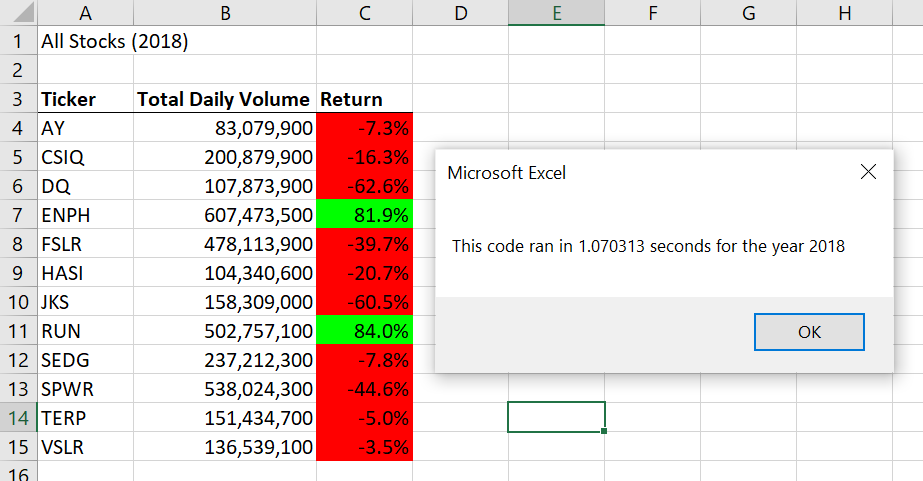 A B C D E F G H
1 All Stocks (2018)
2
3 Ticker Total Daily Volume Return
4 AY 83,079,900 -7.3%
5 CSIQ 200,879,900 -16.3%
6 DQ 107,873,900 -62.6%
7 ENPH 607,473,500 81.9%
8 FSLR 478,113,900 -39.7%
9 HASI 104,340,600 -20.7%
10 JKS 158,309,000 -60.5%
11 RUN 502,757,100 84.0%
12 SEDG 237,212,300 -7.8%
13 SPWR 538,024,300 -44.6%
14 TERP 151,434,700 -5.0%
15 VSLR 136,539,100 -3.5%
16
Microsoft Excel
This code ran in 1.070313 seconds for the year 2018
OK